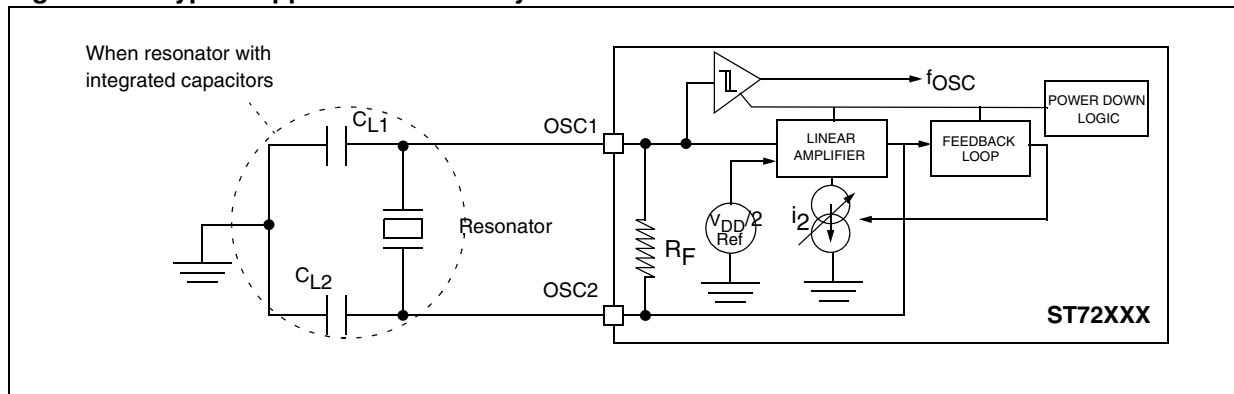 When resonator with
integrated capacitors
CL1
OSC1
fOSC
POWER DOWN
LOGIC
LINEAR
AMPLIFIER
FEEDBACK
LOOP
Resonator
RF
VDD/2
Ref
i2
CL2
OSC2
ST72XXX